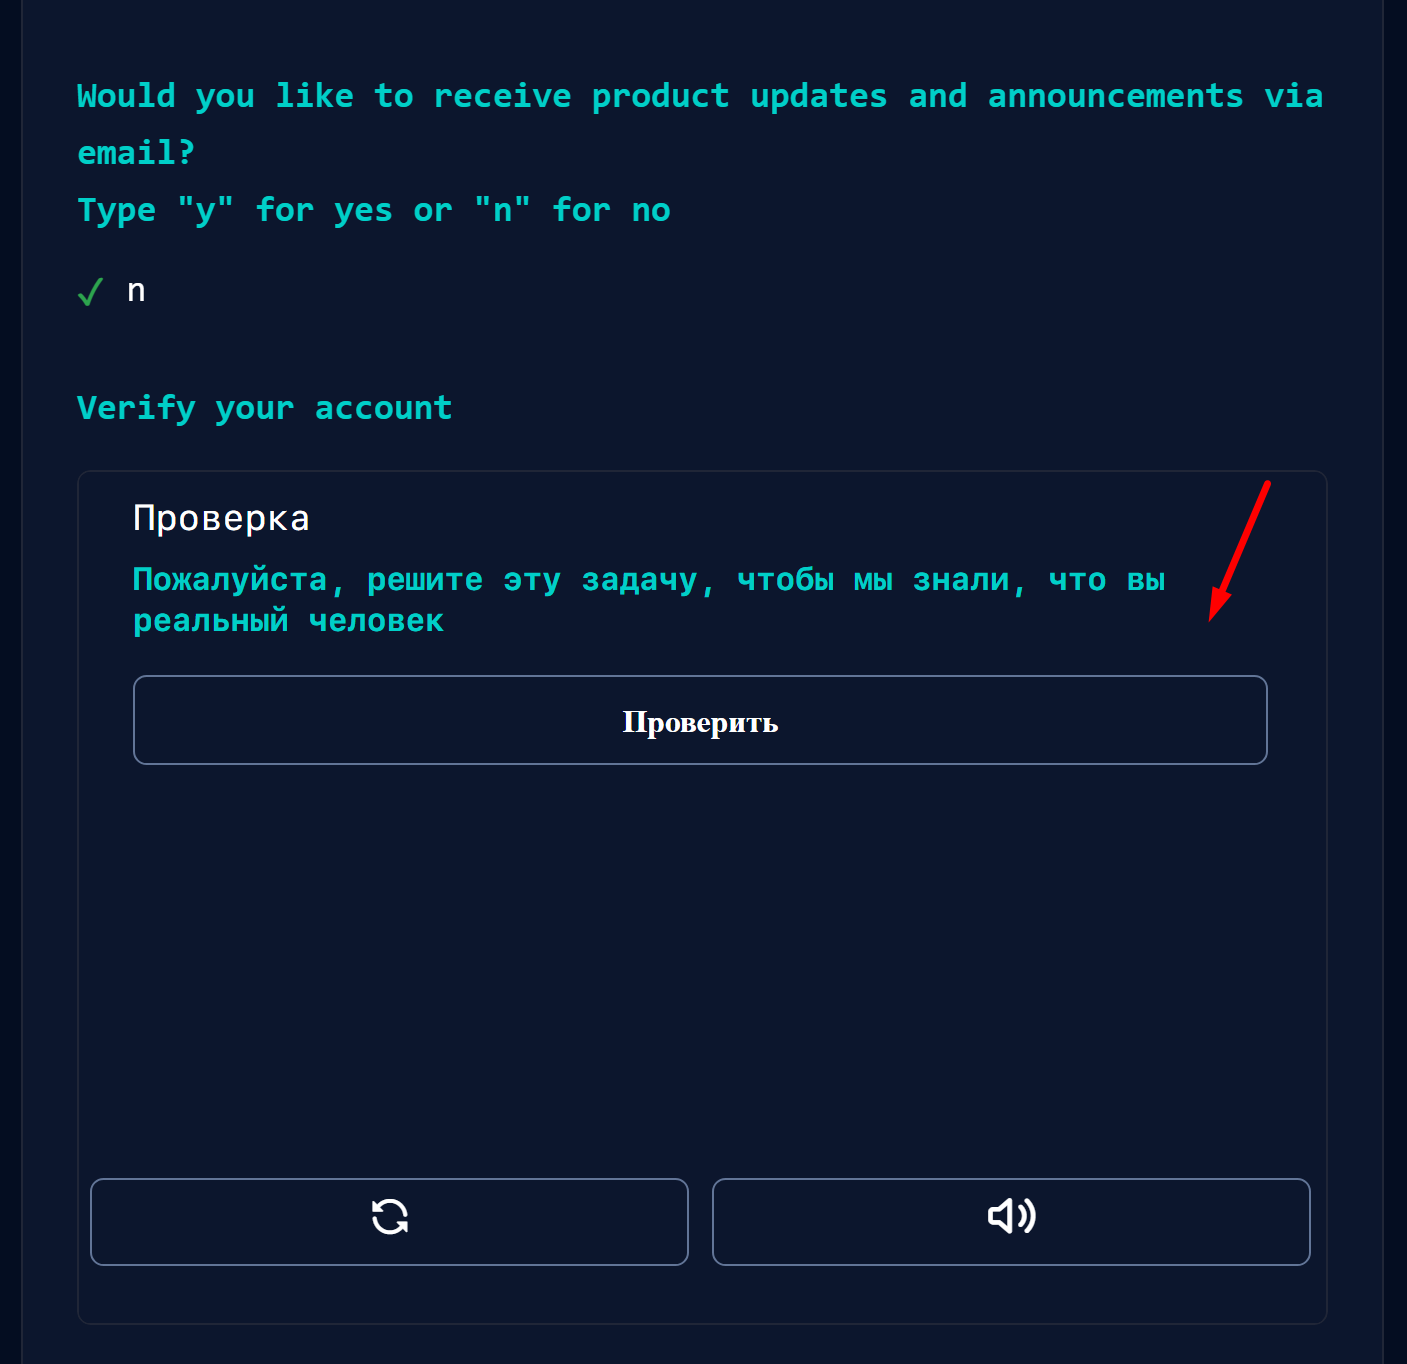 Would you like to receive product updates and announcements via
email?
Type "y" for yes or "n" for no
✓ n
Verify your account
Проверка
Пожалуйста, решите эту задачу, чтобы мы знали, что вы
реальный человек
Проверить